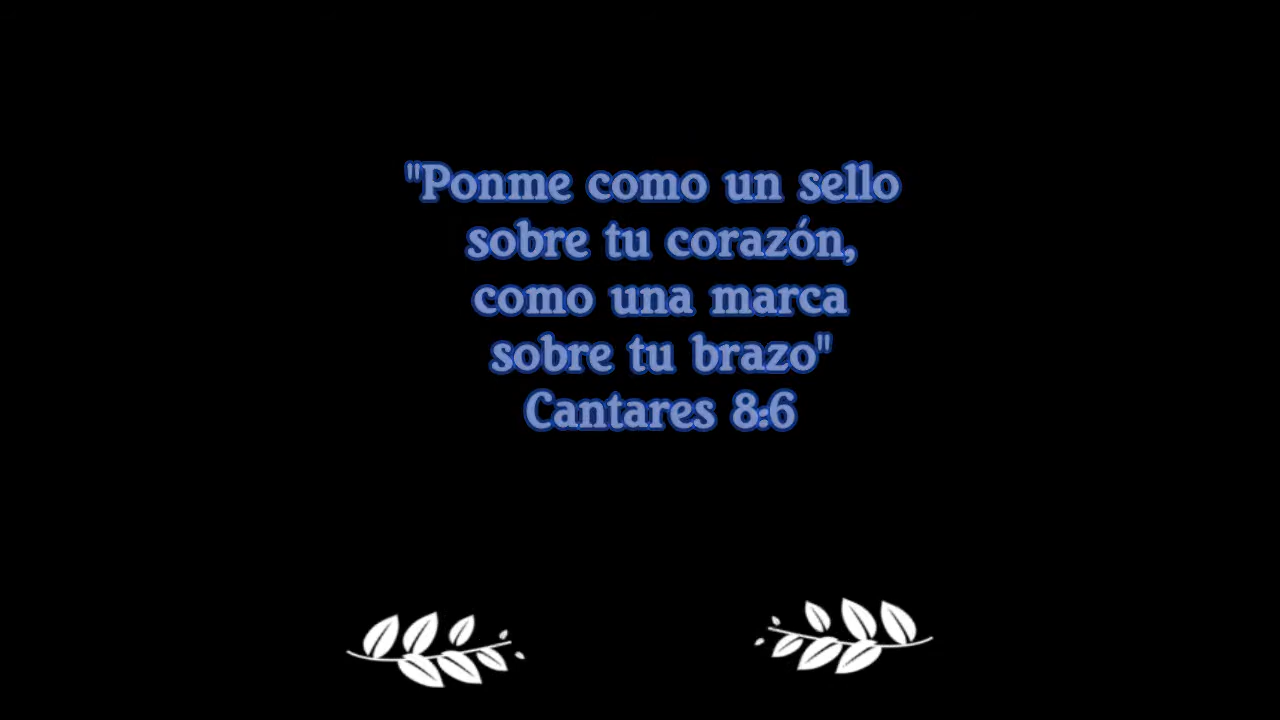 "Ponme como un sello
sobre tu corazón,
como una marca
sobre tu brazo"
Cantares 8:6